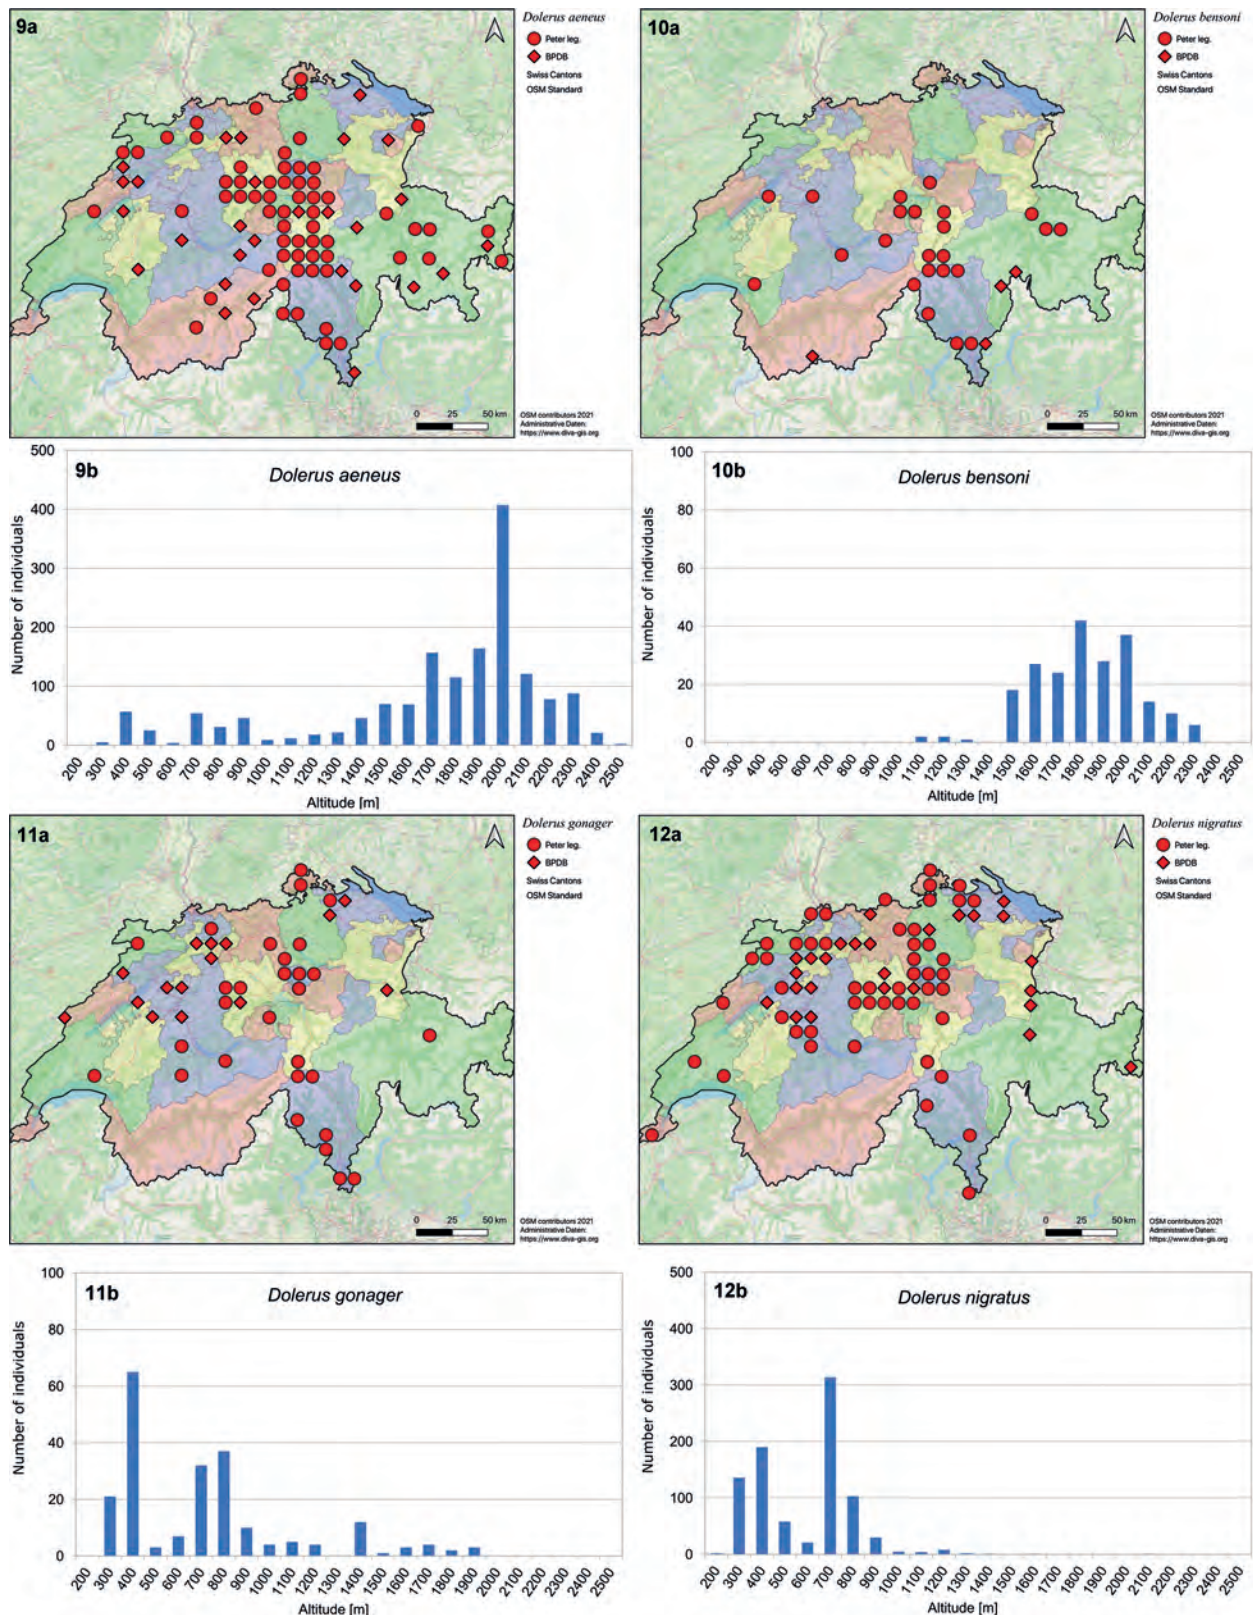 9a
Dolerus aeneus
Peter leg.
BPDB
Swiss Cantons
OSM Standard
0 25 50 km
OSM contributors 2021
Administrative Daten:
https://www.diva-gis.org
10a
Dolerus bensoni
Peter leg.
BPDB
Swiss Cantons
OSM Standard
0 25 50 km
OSM contributors 2021
Administrative Daten:
https://www.diva-gis.org
9b
Dolerus aeneus
Number of individuals
500
400
300
200
100
0
200 300 400 500 600 700 800 900 1000 1100 1200 1300 1400 1500 1600 1700 1800 1900 2000 2100 2200 2300 2400 2500
Altitude [m]
10b
Dolerus bensoni
Number of individuals
100
80
60
40
20
0
200 300 400 500 600 700 800 900 1000 1100 1200 1300 1400 1500 1600 1700 1800 1900 2000 2100 2200 2300 2400 2500
Altitude [m]
11a
Dolerus gonager
Peter leg.
BPDB
Swiss Cantons
OSM Standard
0 25 50 km
OSM contributors 2021
Administrative Daten:
https://www.diva-gis.org
12a
Dolerus nigratus
Peter leg.
BPDB
Swiss Cantons
OSM Standard
0 25 50 km
OSM contributors 2021
Administrative Daten:
https://www.diva-gis.org
11b
Dolerus gonager
Number of individuals
100
80
60
40
20
0
200 300 400 500 600 700 800 900 1000 1100 1200 1300 1400 1500 1600 1700 1800 1900 2000 2100 2200 2300 2400 2500
Altitude [m]
12b
Dolerus nigratus
Number of individuals
500
400
300
200
100
0
200 300 400 500 600 700 800 900 1000 1100 1200 1300 1400 1500 1600 1700 1800 1900 2000 2100 2200 2300 2400 2500
Altitude [m]